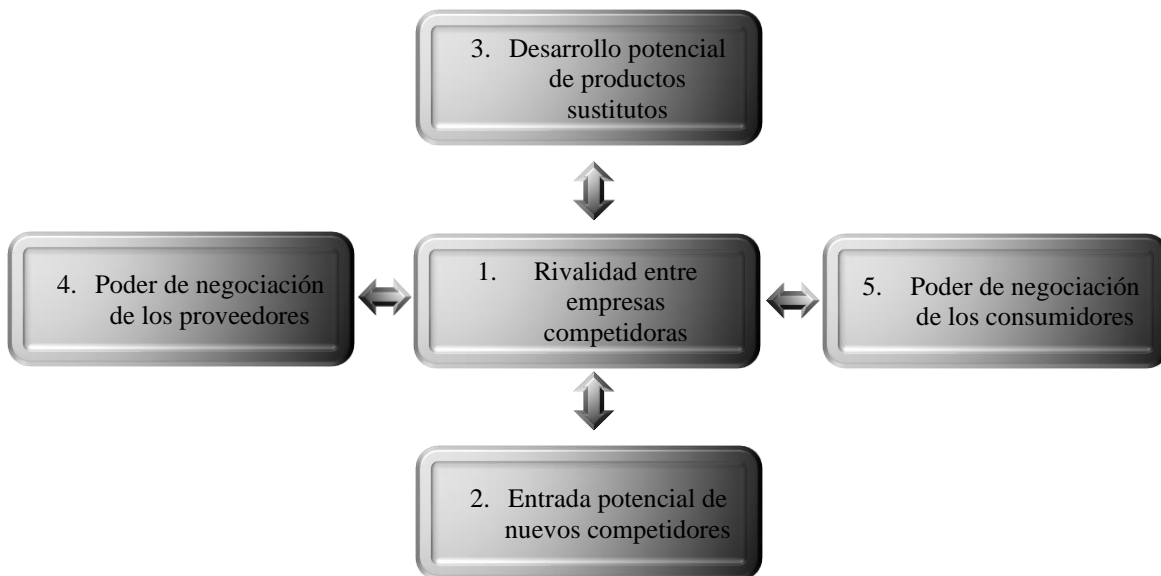 3. Desarrollo potencial
de productos
sustitutos
4. Poder de negociación
de los proveedores
1. Rivalidad entre
empresas
competidoras
5. Poder de negociación
de los consumidores
2. Entrada potencial de
nuevos competidores